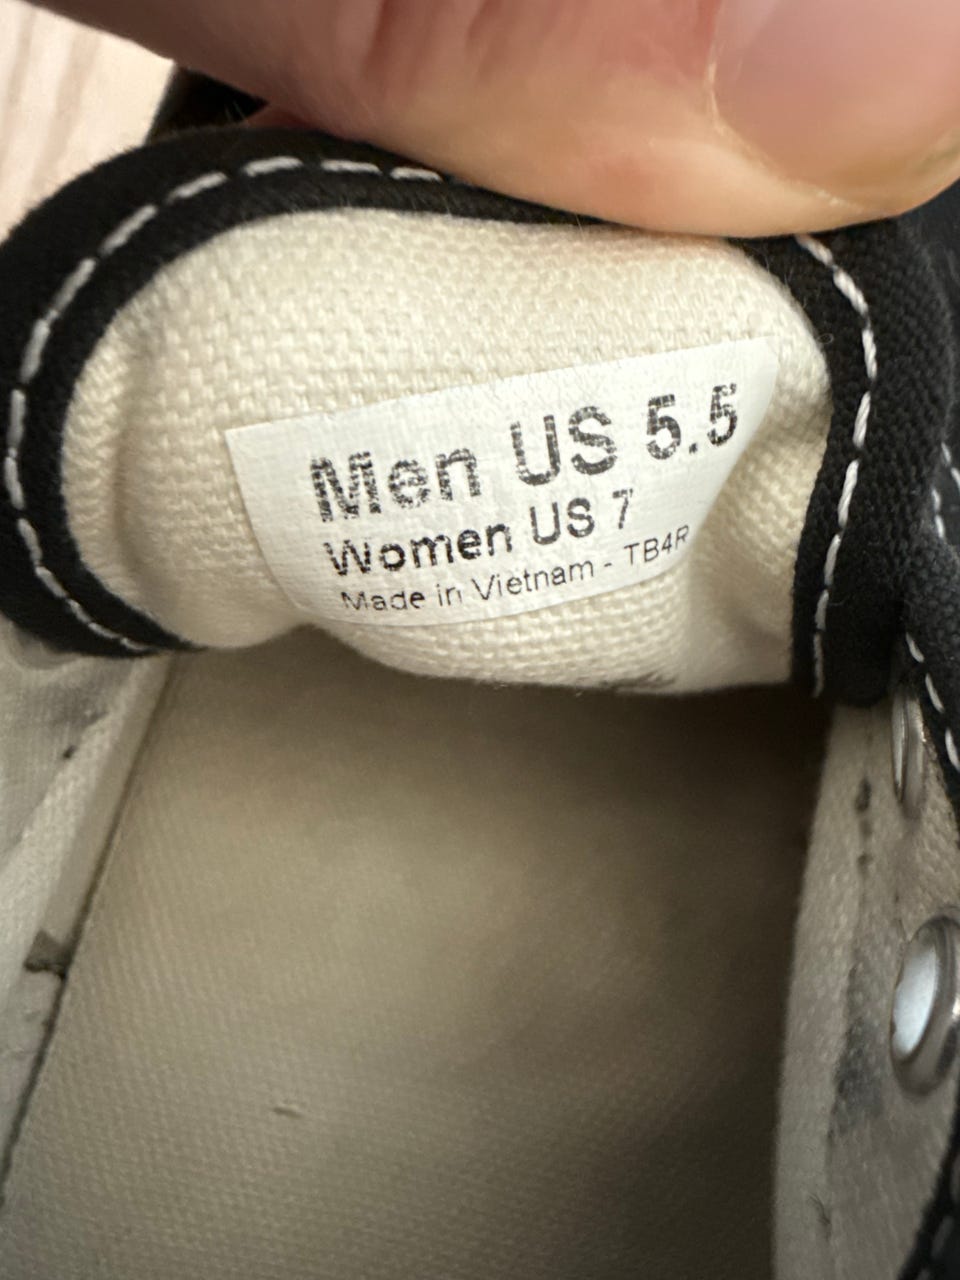 Men US 5.5
Women US 7
Made in Vietnam - TB4R